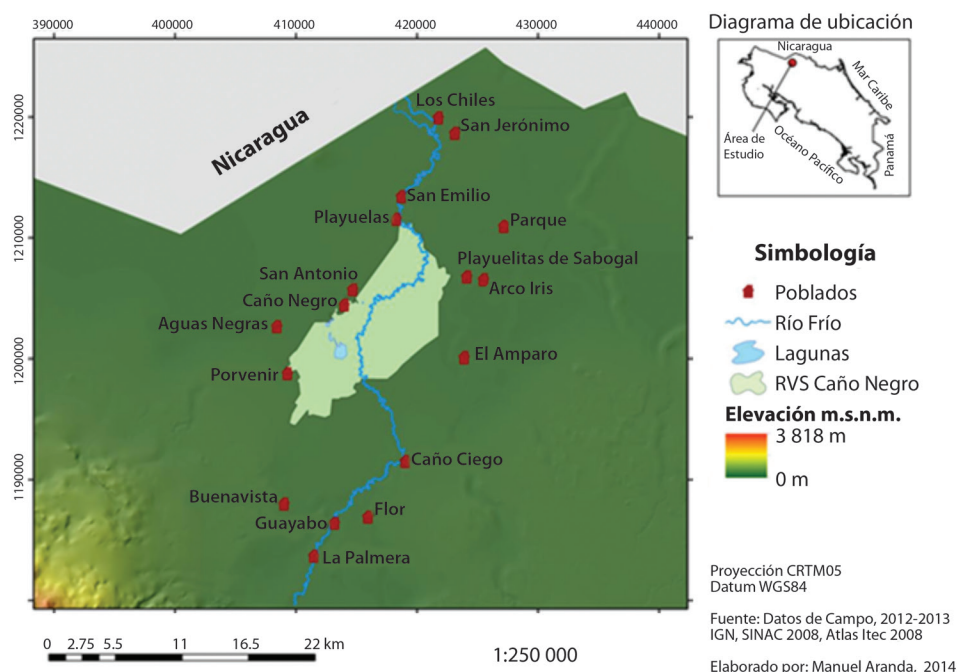 390000 400000 410000 420000 430000 440000
1220000
1210000
1200000
1190000
Nicaragua
Los Chiles
San Jerónimo
San Emilio
Playuelas
Parque
Playuelitas de Sabogal
San Antonio
Arco Iris
Caño Negro
Aguas Negras
El Amparo
Porvenir
Caño Ciego
Buenavista
Flor
Guayabo
La Palmera
0 2.75 5.5 11 16.5 22 km
1:250 000
Diagrama de ubicación
Nicaragua
Mar Caribe
Área de
Estudio
Océano Pacífico
Panamá
Simbología
Poblados
Río Frío
Lagunas
RVS Caño Negro
Elevación m.s.n.m.
3 818 m
0 m
Proyección CRTM05
Datum WGS84
Fuente: Datos de Campo, 2012-2013
IGN, SINAC 2008, Atlas Itec 2008
Elaborado por: Manuel Aranda, 2014